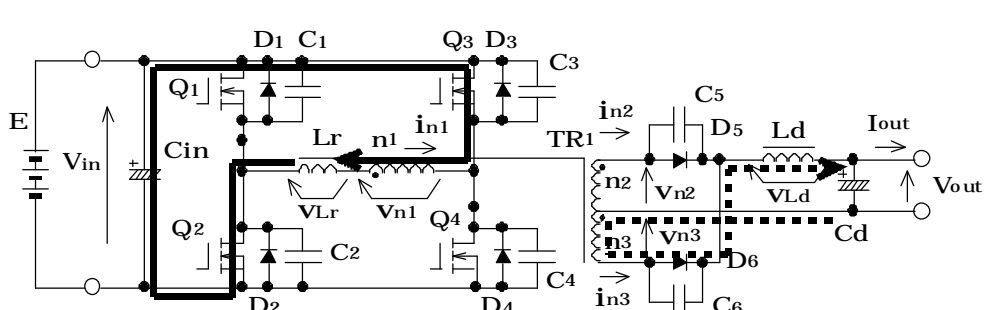 D1 C1 Q3 D3
C3
Q1
C5
in2
E
Lr n1 in1
TR1
D5 Ld Iout
Cin
Vin
+
+
n2
Vn2
VLd
Vout
VLr Vn1
Q2 Q4
Vn3
n3
Cd
C2
D6
C4
in3
D2 D4 C6